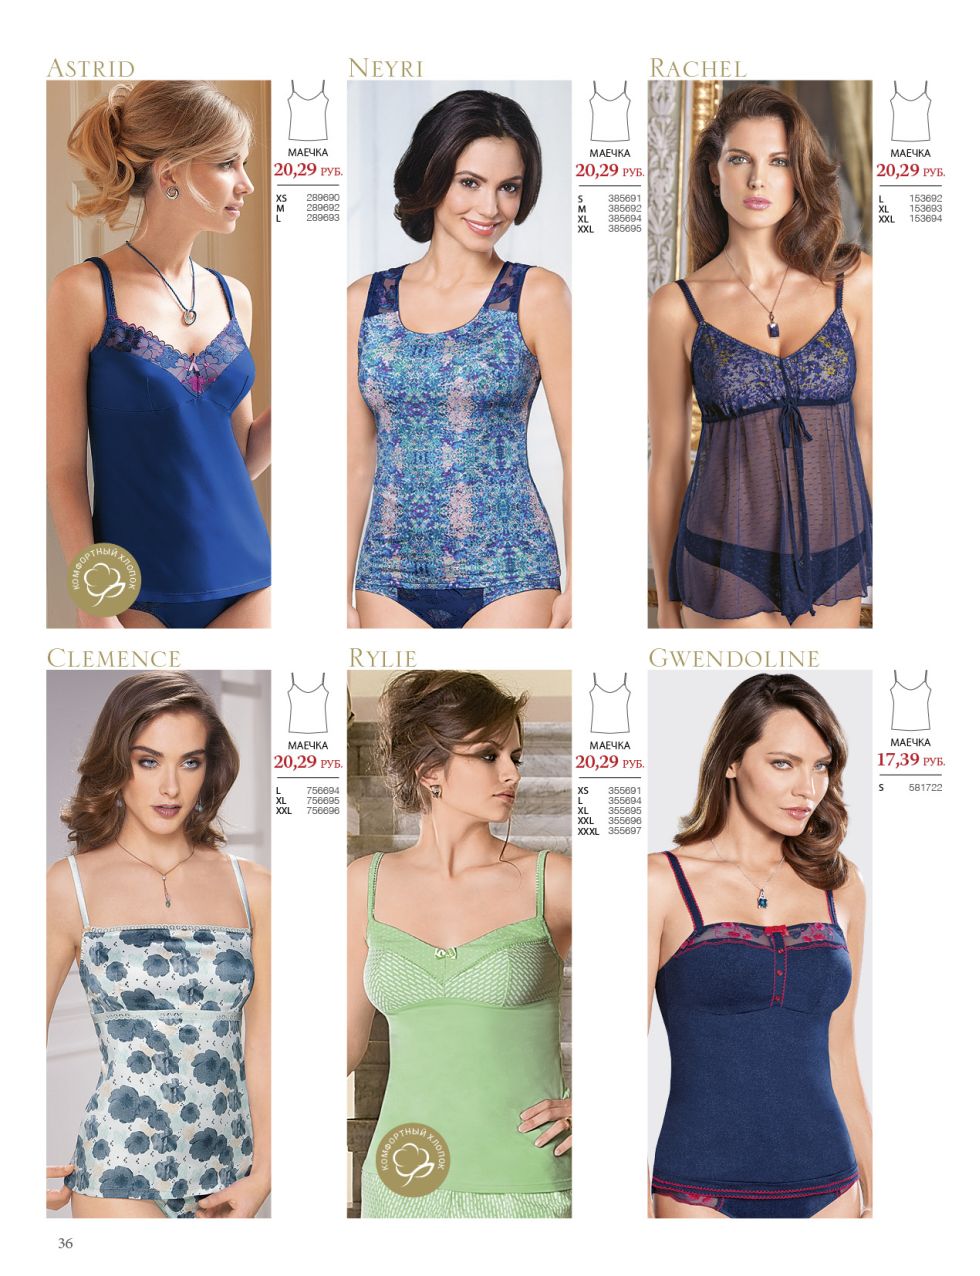 ASTRID
МАЕЧКА
20,29 РУБ.
XS 289690
M 289692
L 289693
КОМФОРТНЫЙ ХЛОПОК
NEYRI
МАЕЧКА
20,29 РУБ.
S 385691
M 385692
XL 385694
XXL 385695
RACHEL
МАЕЧКА
20,29 РУБ.
L 153692
XL 153693
XXL 153694
CLEMENCE
МАЕЧКА
20,29 РУБ.
L 756694
XL 756695
XXL 756696
RYLIE
МАЕЧКА
20,29 РУБ.
XS 355691
L 355694
XL 355695
XXL 355696
XXXL 355697
КОМФОРТНЫЙ ХЛОПОК
GWENDOLINE
МАЕЧКА
17,39 РУБ.
S 581722
36